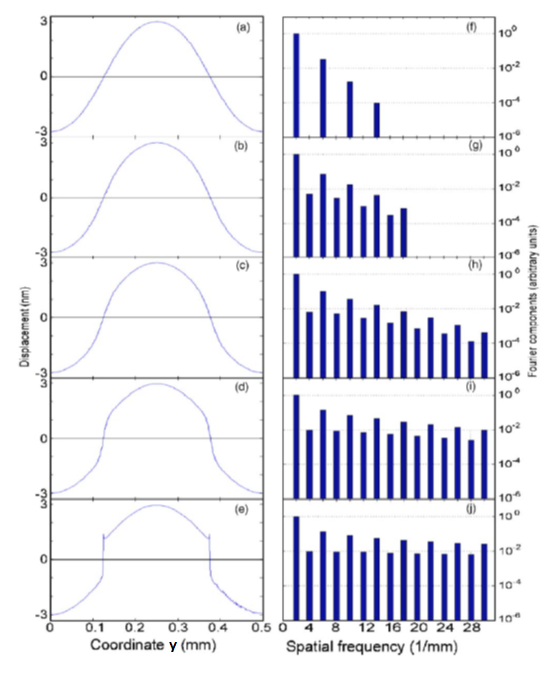 3
(a)
0
-3
3
(b)
0
-3
3
(c)
0
-3
3
(d)
0
-3
3
(e)
0
-3
0 0.1 0.2 0.3 0.4 0.5
Coordinate y (mm)
Displacement (nm)
(f)
10^0
10^-2
10^-4
10^-6
(g)
10^0
10^-2
10^-4
10^-6
(h)
10^0
10^-2
10^-4
10^-6
(i)
10^0
10^-2
10^-4
10^-6
(j)
10^0
10^-2
10^-4
10^-6
0 4 8 12 16 20 24 28
Spatial frequency (1/mm)
Fourier components (arbitrary units)